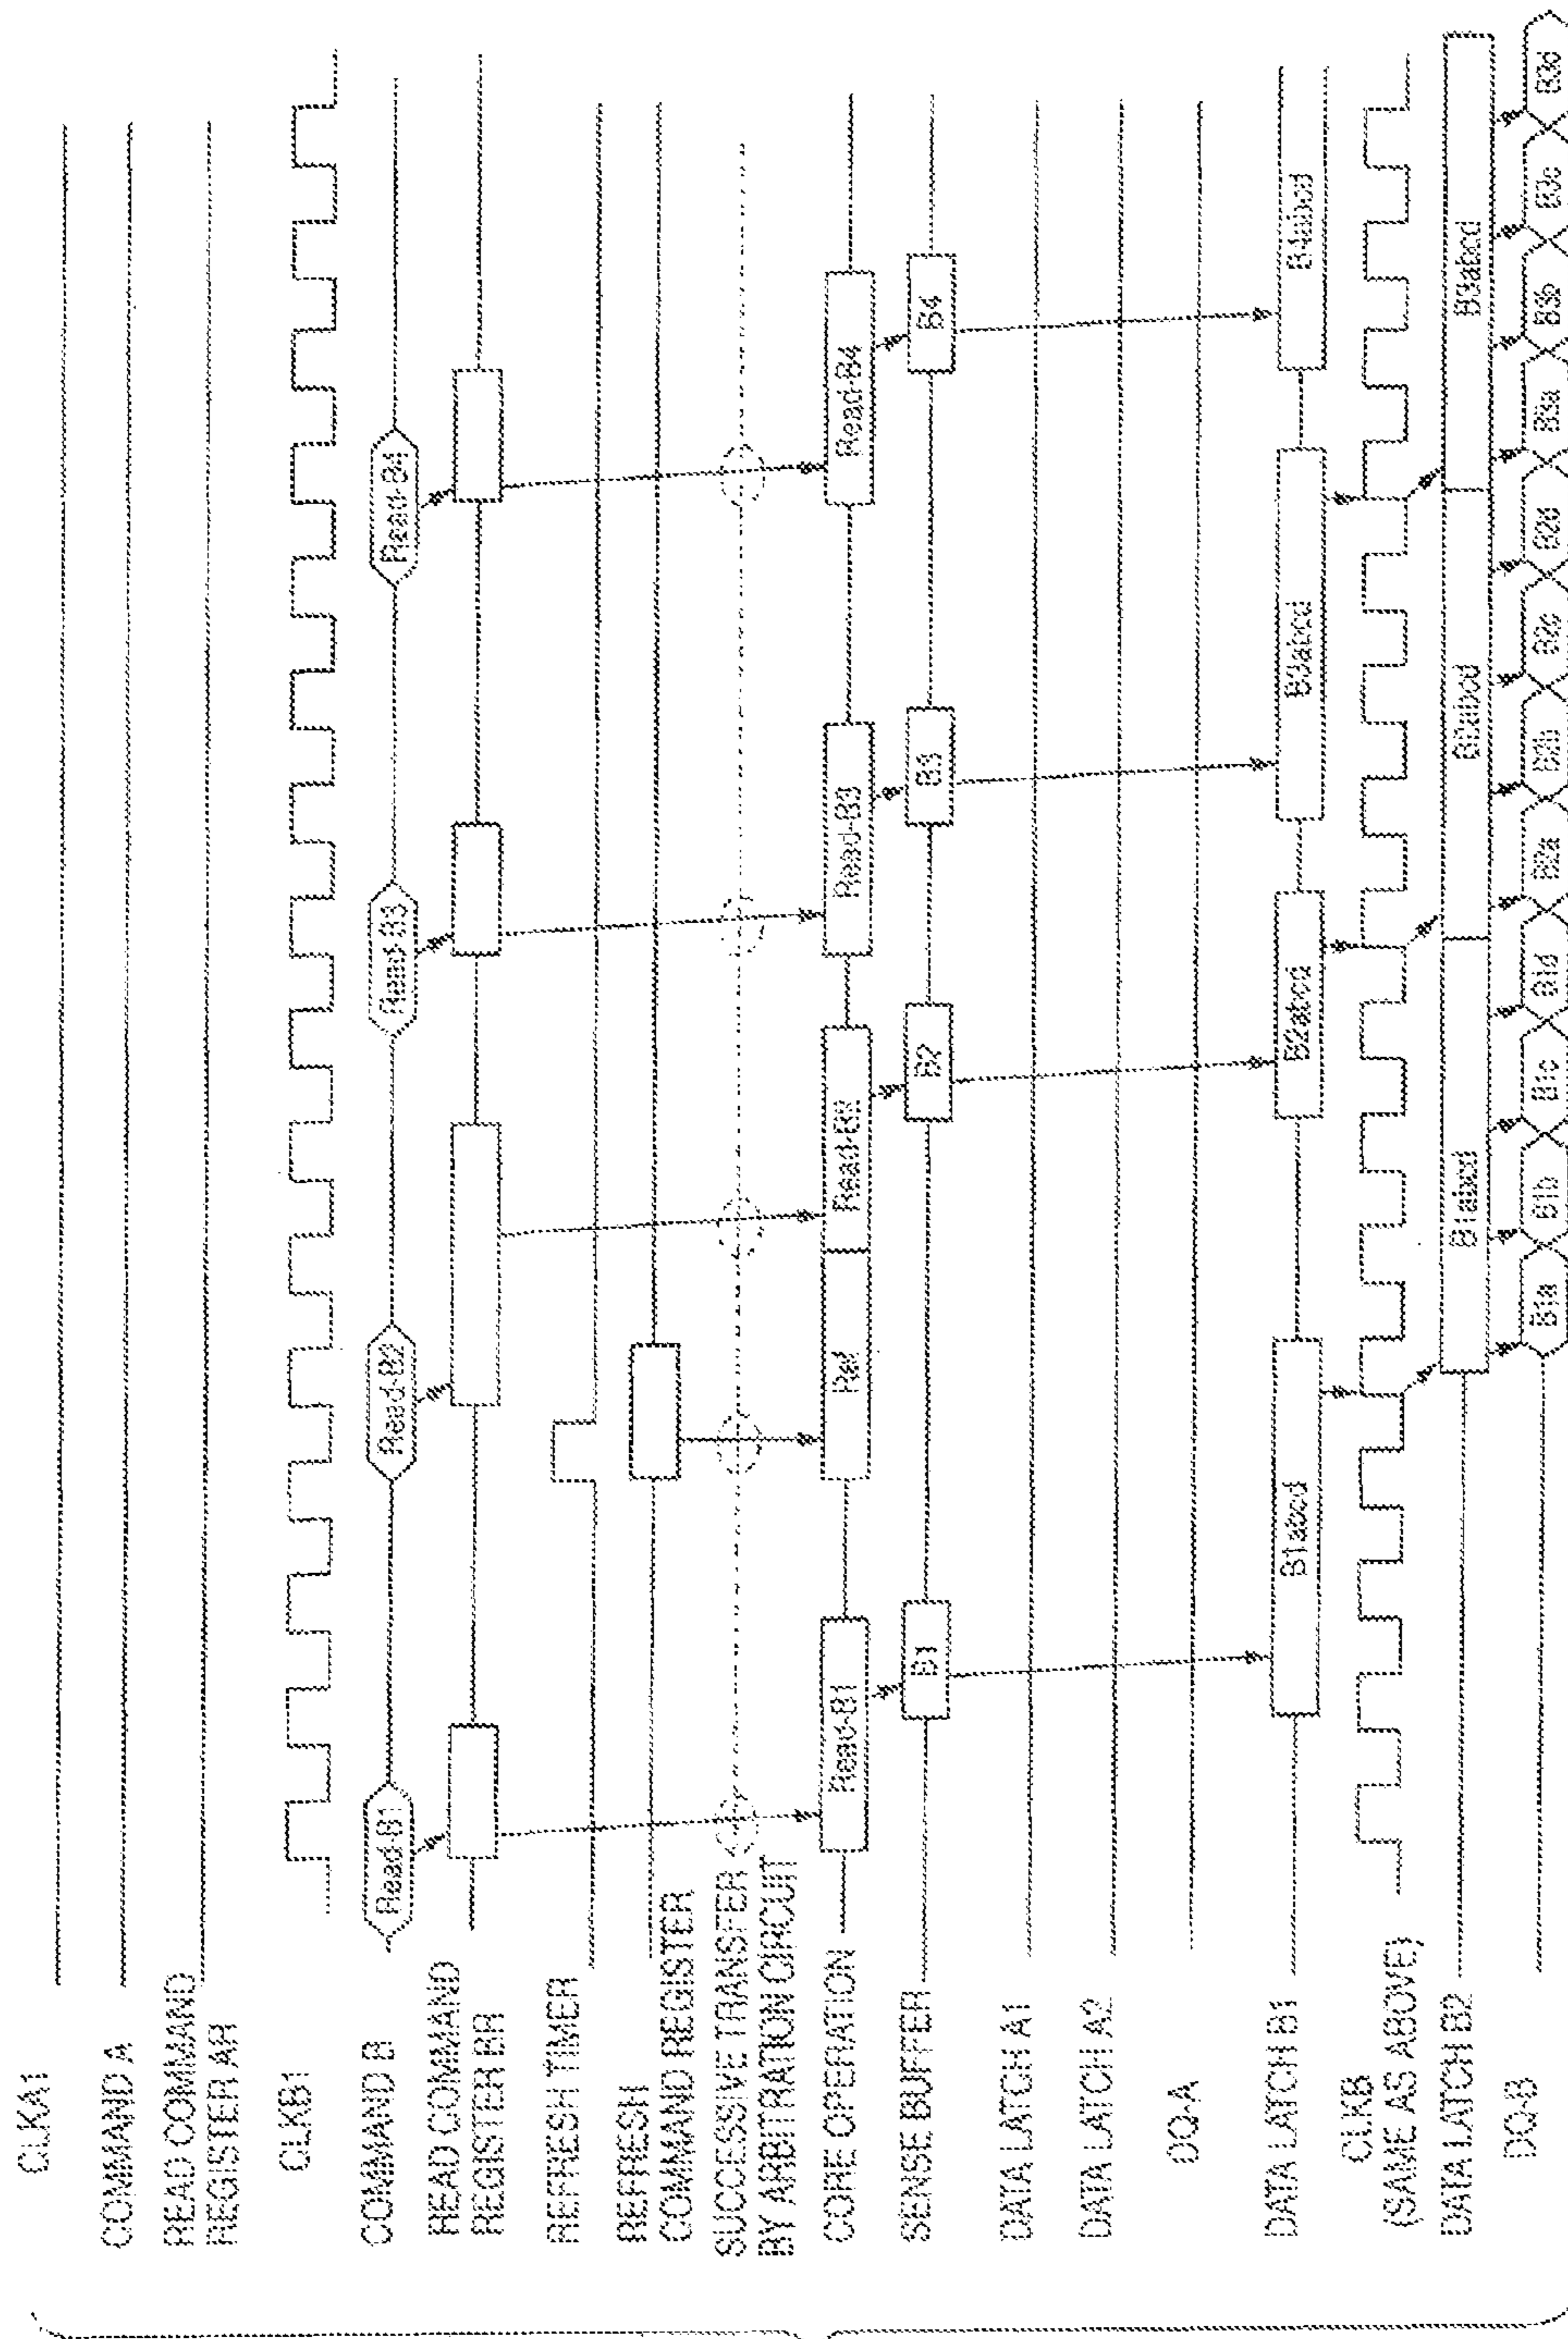 CLKA1
COMMAND A
READ COMMAND
REGISTER AR
CLKB1
COMMAND B
Read-B1
Read-B2
Read-B3
Read-B4
READ COMMAND
REGISTER BR
REFRESH TIMER
REFRESH
COMMAND REGISTER
SUCCESSIVE TRANSFER
BY ARBITRATION CIRCUIT
CORE OPERATION
Read-B1
Ref
Read-B2
Read-B3
Read-B4
SENSE BUFFER
B1
B2
B3
B4
DATA LATCH A1
DATA LATCH A2
DQ-A
DATA LATCH B1
B1abcd
B2abcd
B3abcd
B4abcd
CLKB
(SAME AS ABOVE)
DATA LATCH B2
B1abcd
B2abcd
B3abcd
DQ-B
B1a
B1b
B1c
B1d
B2a
B2b
B2c
B2d
B3a
B3b
B3c
B3d